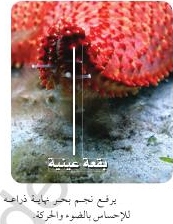 بقعة عينية
يرفع نجم بحر نهاية ذراعه
للإحساس بالضوء والحركة.